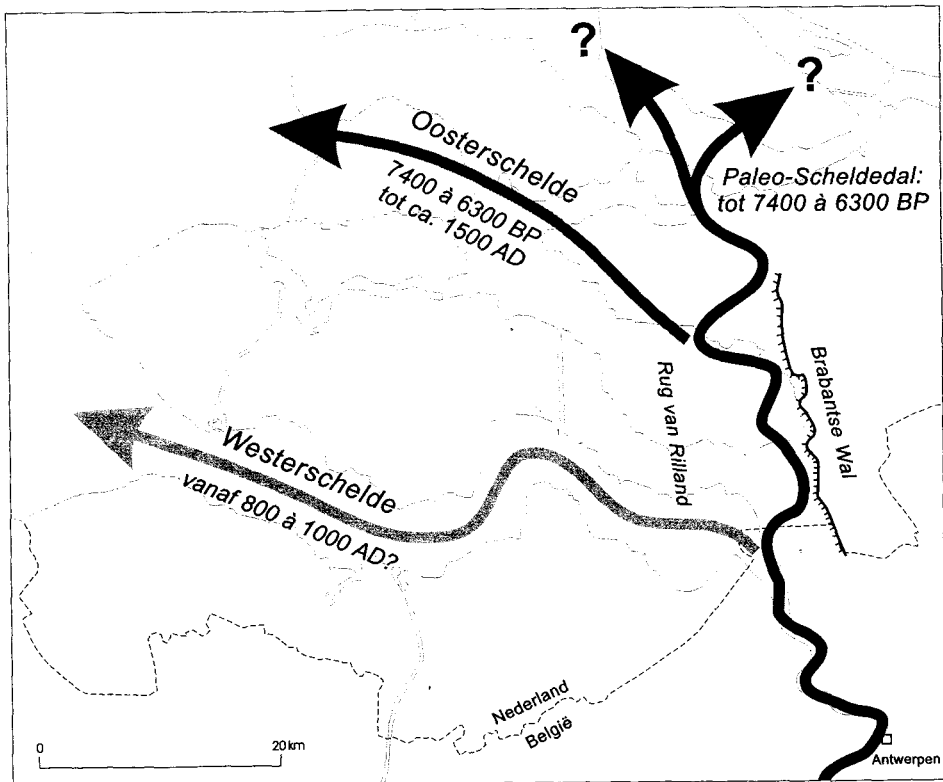 ?
?
Oosterschelde
7400 à 6300 BP
tot ca. 1500 AD
Paleo-Scheldedal:
tot 7400 à 6300 BP
Brabantse Wal
Rug van Rilland
Westerschelde
vanaf 800 à 1000 AD?
Nederland
België
0
20 km
Antwerpen